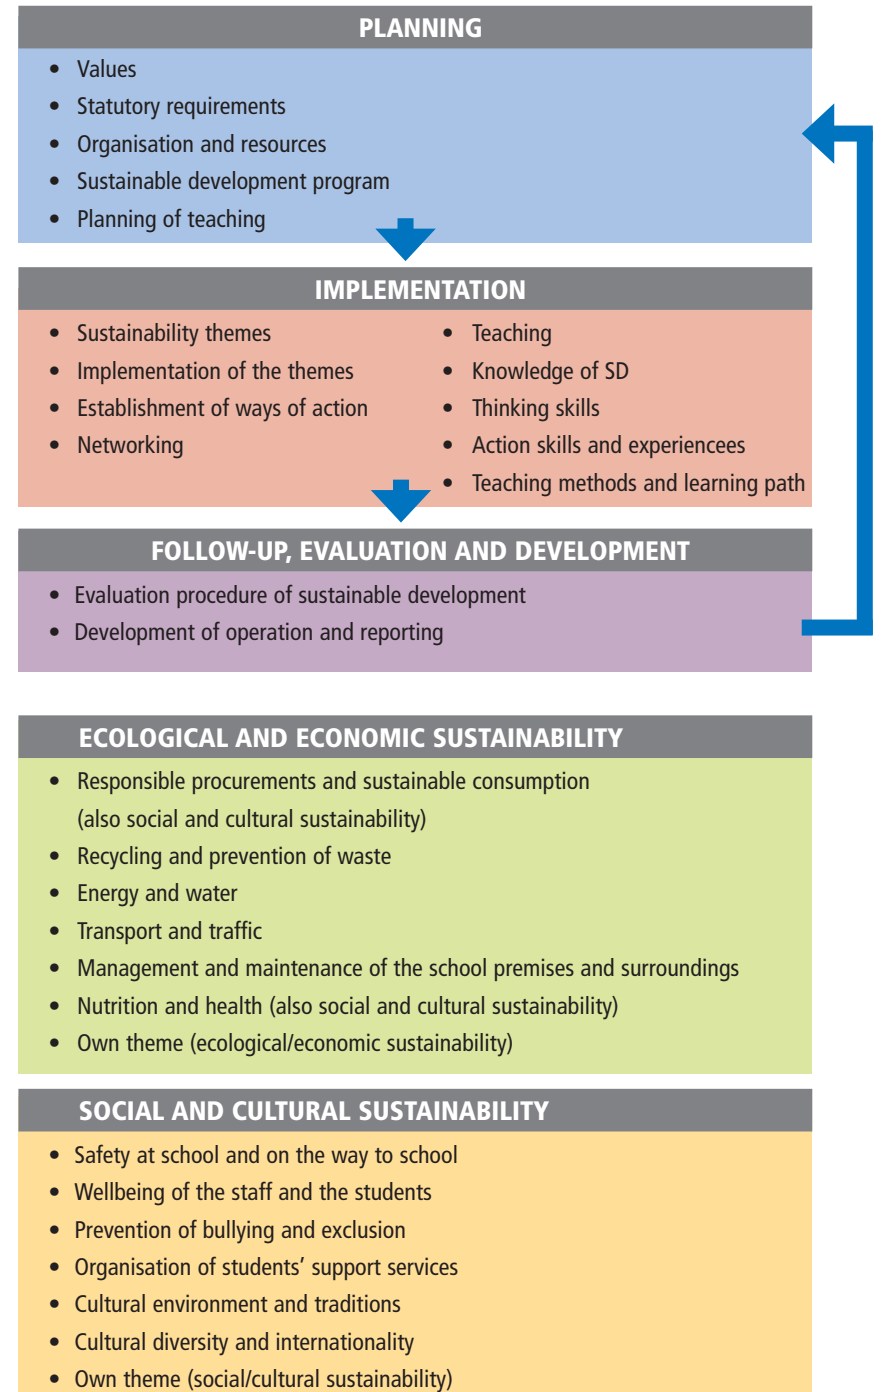 PLANNING
• Values
• Statutory requirements
• Organisation and resources
• Sustainable development program
• Planning of teaching
IMPLEMENTATION
• Sustainability themes
• Implementation of the themes
• Establishment of ways of action
• Networking
• Teaching
• Knowledge of SD
• Thinking skills
• Action skills and experiencees
• Teaching methods and learning path
FOLLOW-UP, EVALUATION AND DEVELOPMENT
• Evaluation procedure of sustainable development
• Development of operation and reporting
ECOLOGICAL AND ECONOMIC SUSTAINABILITY
• Responsible procurements and sustainable consumption
(also social and cultural sustainability)
• Recycling and prevention of waste
• Energy and water
• Transport and traffic
• Management and maintenance of the school premises and surroundings
• Nutrition and health (also social and cultural sustainability)
• Own theme (ecological/economic sustainability)
SOCIAL AND CULTURAL SUSTAINABILITY
• Safety at school and on the way to school
• Wellbeing of the staff and the students
• Prevention of bullying and exclusion
• Organisation of students’ support services
• Cultural environment and traditions
• Cultural diversity and internationality
• Own theme (social/cultural sustainability)